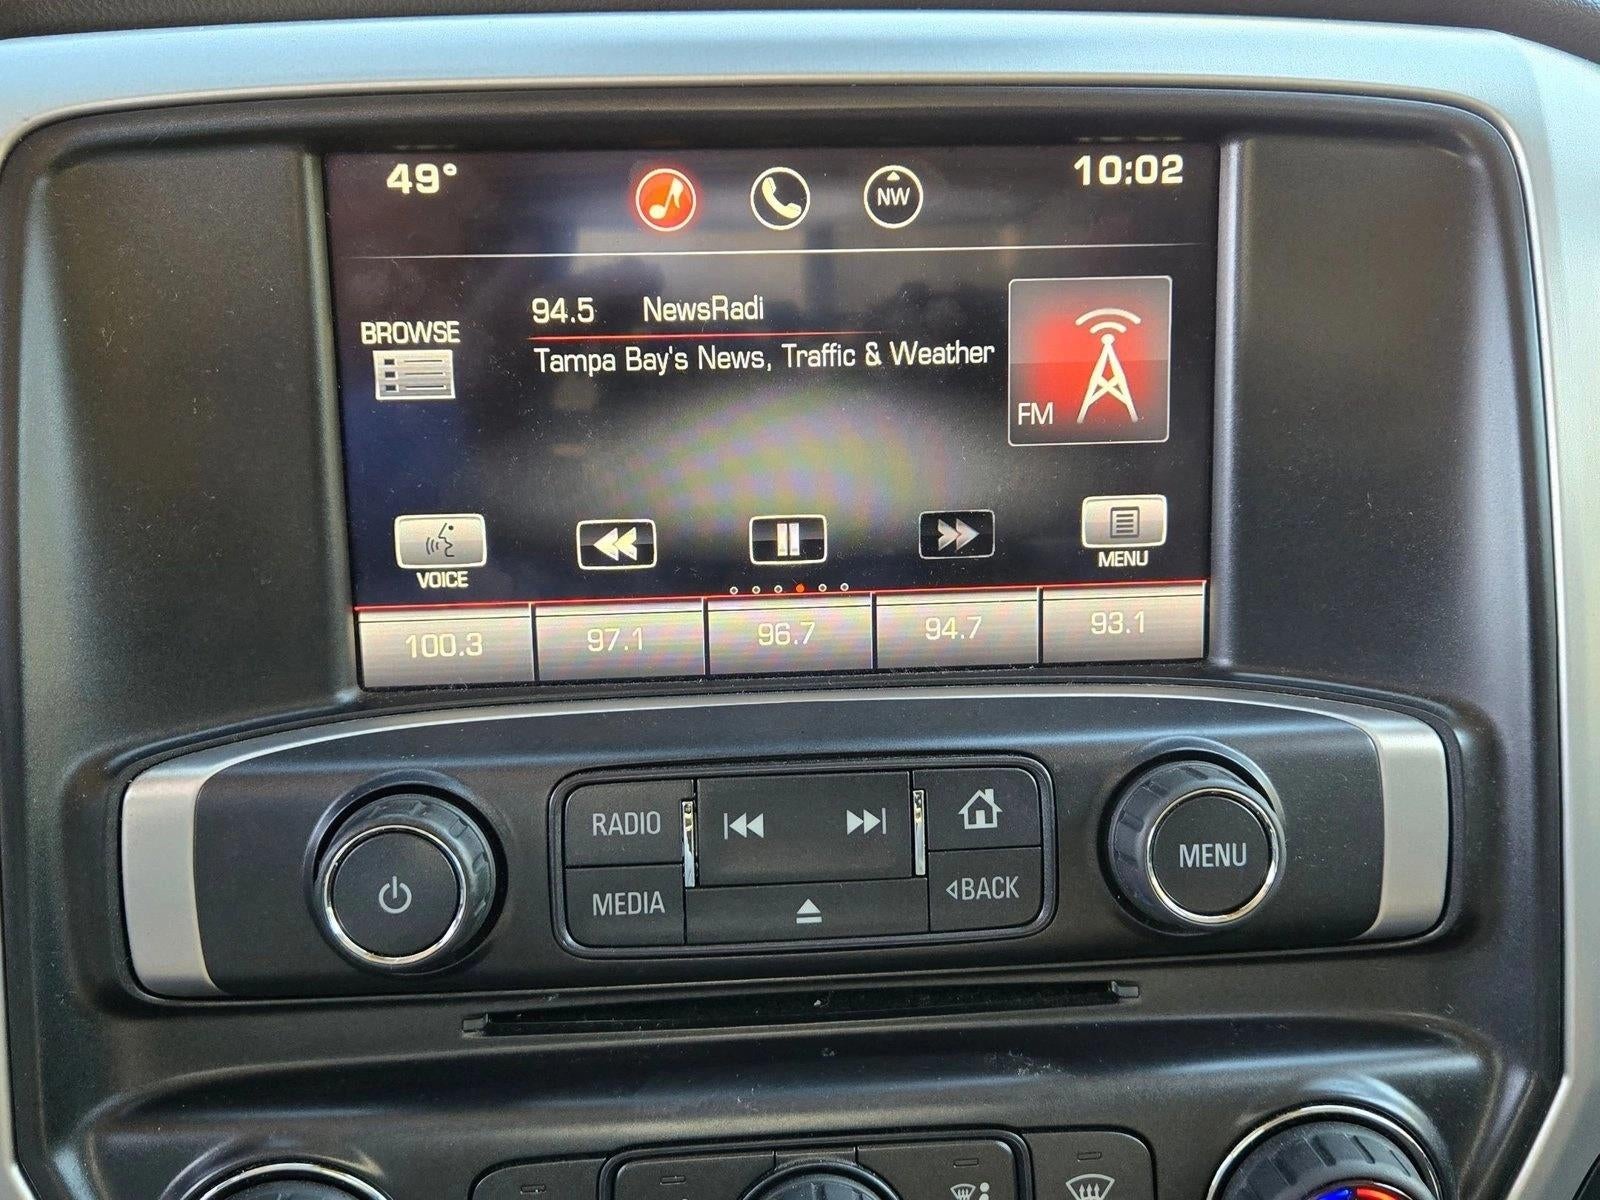 49°
NW
10:02
94.5 NewsRadi
BROWSE
Tampa Bay's News, Traffic & Weather
FM
VOICE
MENU
100.3 97.1 96.7 94.7 93.1
RADIO
MEDIA
BACK
MENU